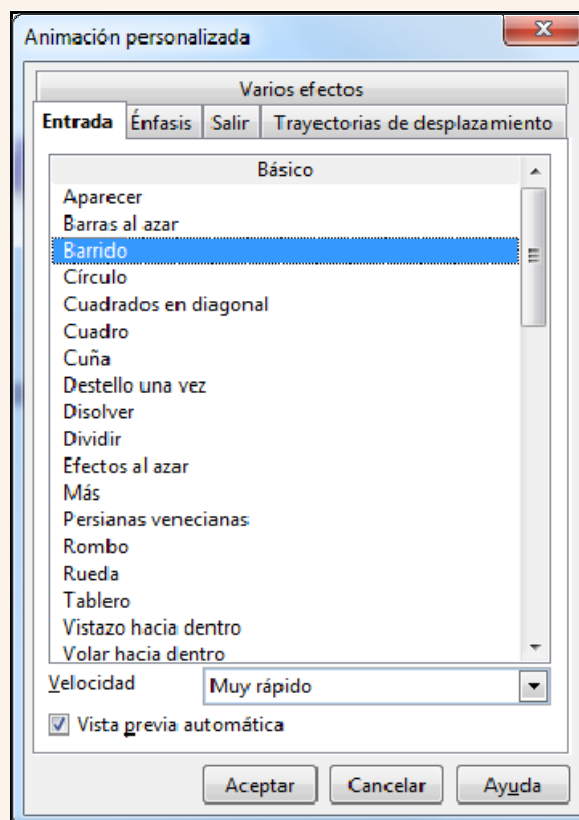 Animación personalizada
Varios efectos
Entrada Énfasis Salir Trayectorias de desplazamiento
Básico
Aparecer
Barras al azar
Barrido
Círculo
Cuadrados en diagonal
Cuadro
Cuña
Destello una vez
Disolver
Dividir
Efectos al azar
Más
Persianas venecianas
Rombo
Rueda
Tablero
Vistazo hacia dentro
Volar hacia dentro
Velocidad Muy rápido
Vista previa automática
Aceptar Cancelar Ayuda